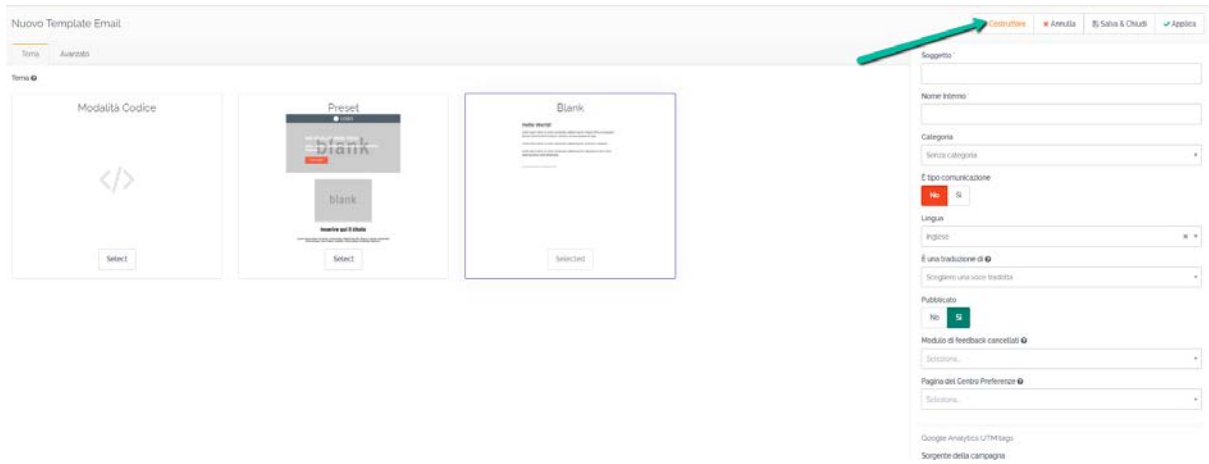 Nuovo Template Email
Costruttore
Annulla
Salva & Chiudi
Applica
Tema
Avanzato
Soggetto *
Tema
Nome Interno *
Modalità Codice
Preset
Blank
blank
Hello World!
blank
Inserire qui il titolo
Select
Select
Selected
Categoria
Senza categoria
È tipo comunicazione
No
Sì
Lingua
Inglese
È una traduzione di
Scegliere una voce tradotta
Pubblicato
No
Sì
Modulo di feedback cancellati
Seleziona...
Pagina del Centro Preferenze
Seleziona...
Google Analytics UTM tags
Sorgente della campagna